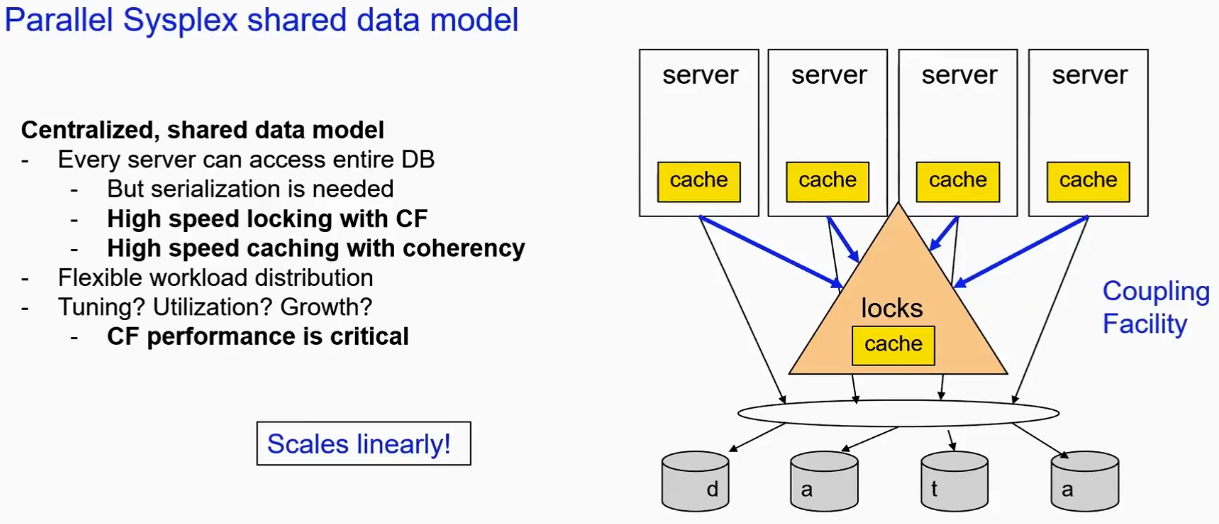 Parallel Sysplex shared data model
Centralized, shared data model
- Every server can access entire DB
- But serialization is needed
- High speed locking with CF
- High speed caching with coherency
- Flexible workload distribution
- Tuning? Utilization? Growth?
- CF performance is critical
Scales linearly!
server server server server
cache cache cache cache
locks
cache
Coupling
Facility
d a t a